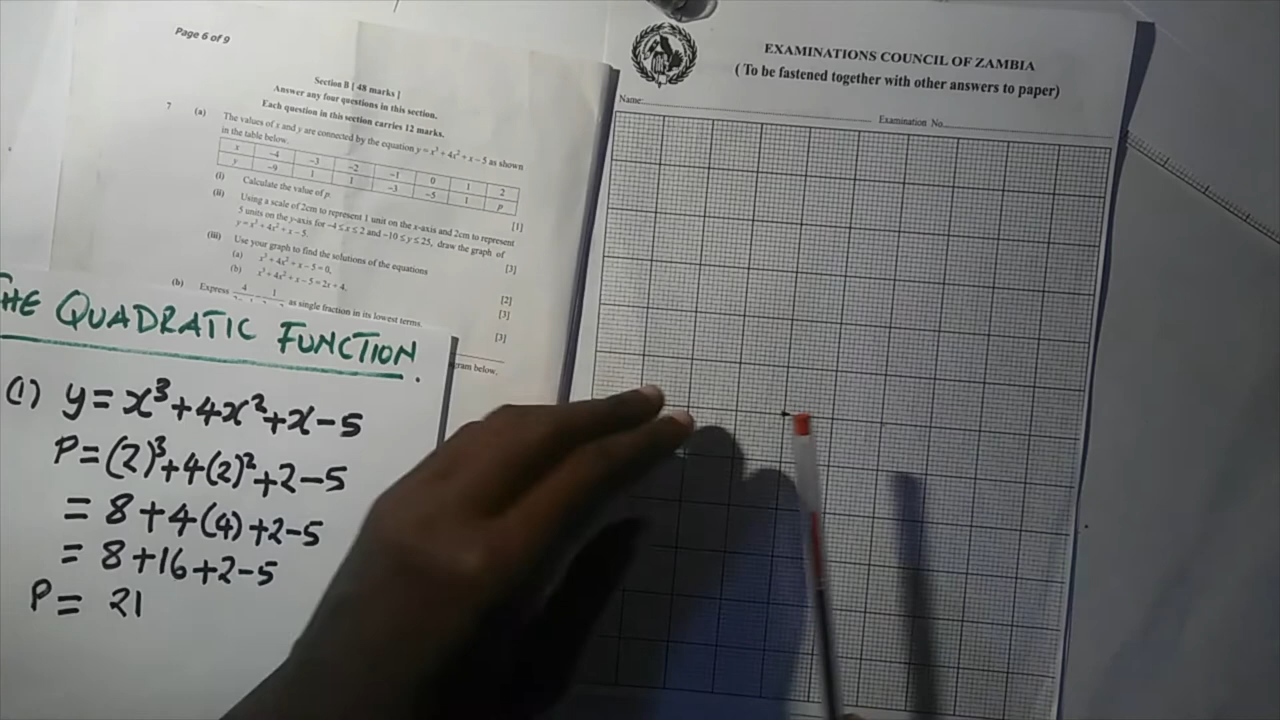 Page 6 of 9
Section B [ 48 marks ]
Answer any four questions in this section.
Each question in this section carries 12 marks.
7 (a) The values of x and y are connected by the equation y = x³ + 4x² + x − 5 as shown
in the table below.
x −4 −3 −2 −1 0 1 2
y −9 1 1 −3 −5 1 p
(i) Calculate the value of p. [1]
(ii) Using a scale of 2cm to represent 1 unit on the x-axis and 2cm to represent
5 units on the y-axis for −4 ≤ x ≤ 2 and −10 ≤ y ≤ 25, draw the graph of
y = x³ + 4x² + x − 5. [3]
(iii) Use your graph to find the solutions of the equations
(a) x³ + 4x² + x − 5 = 0, [2]
(b) x³ + 4x² + x − 5 = 2x + 4. [3]
(b) Express 4 1 as single fraction in its lowest terms. [3]
gram below,
HE QUADRATIC FUNCTION.
(1) y = x³ + 4x² + x − 5
P = (2)³ + 4(2)² + 2 − 5
= 8 + 4(4) + 2 − 5
= 8 + 16 + 2 − 5
P = 21
EXAMINATIONS COUNCIL OF ZAMBIA
( To be fastened together with other answers to paper)
Name: Examination No.